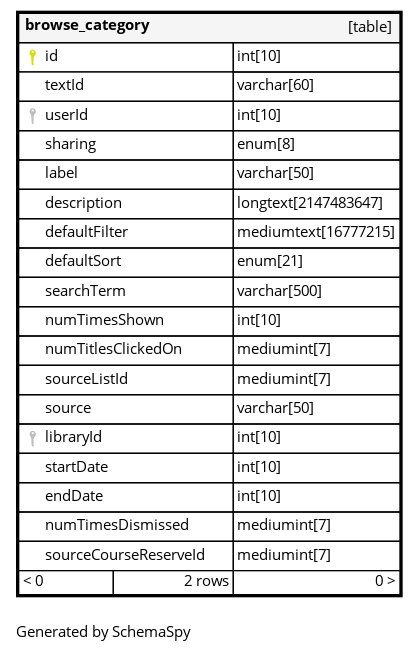 browse_category [table]
id int[10]
textId varchar[60]
userId int[10]
sharing enum[8]
label varchar[50]
description longtext[2147483647]
defaultFilter mediumtext[16777215]
defaultSort enum[21]
searchTerm varchar[500]
numTimesShown int[10]
numTitlesClickedOn mediumint[7]
sourceListId mediumint[7]
source varchar[50]
libraryId int[10]
startDate int[10]
endDate int[10]
numTimesDismissed mediumint[7]
sourceCourseReserveId mediumint[7]
< 0 2 rows 0 >
Generated by SchemaSpy